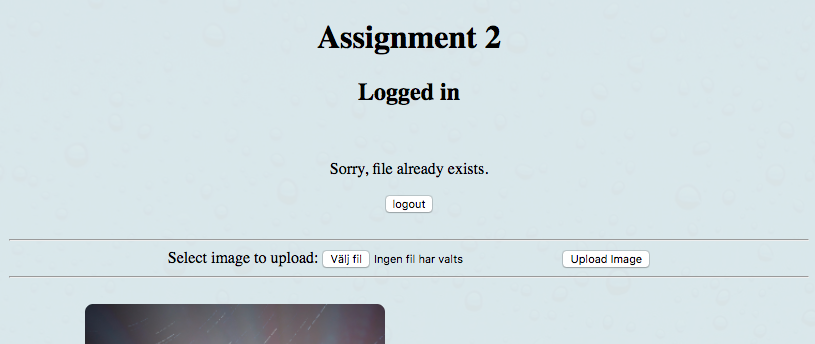 Assignment 2
Logged in
Sorry, file already exists.
logout
Select image to upload: Välj fil Ingen fil har valts Upload Image